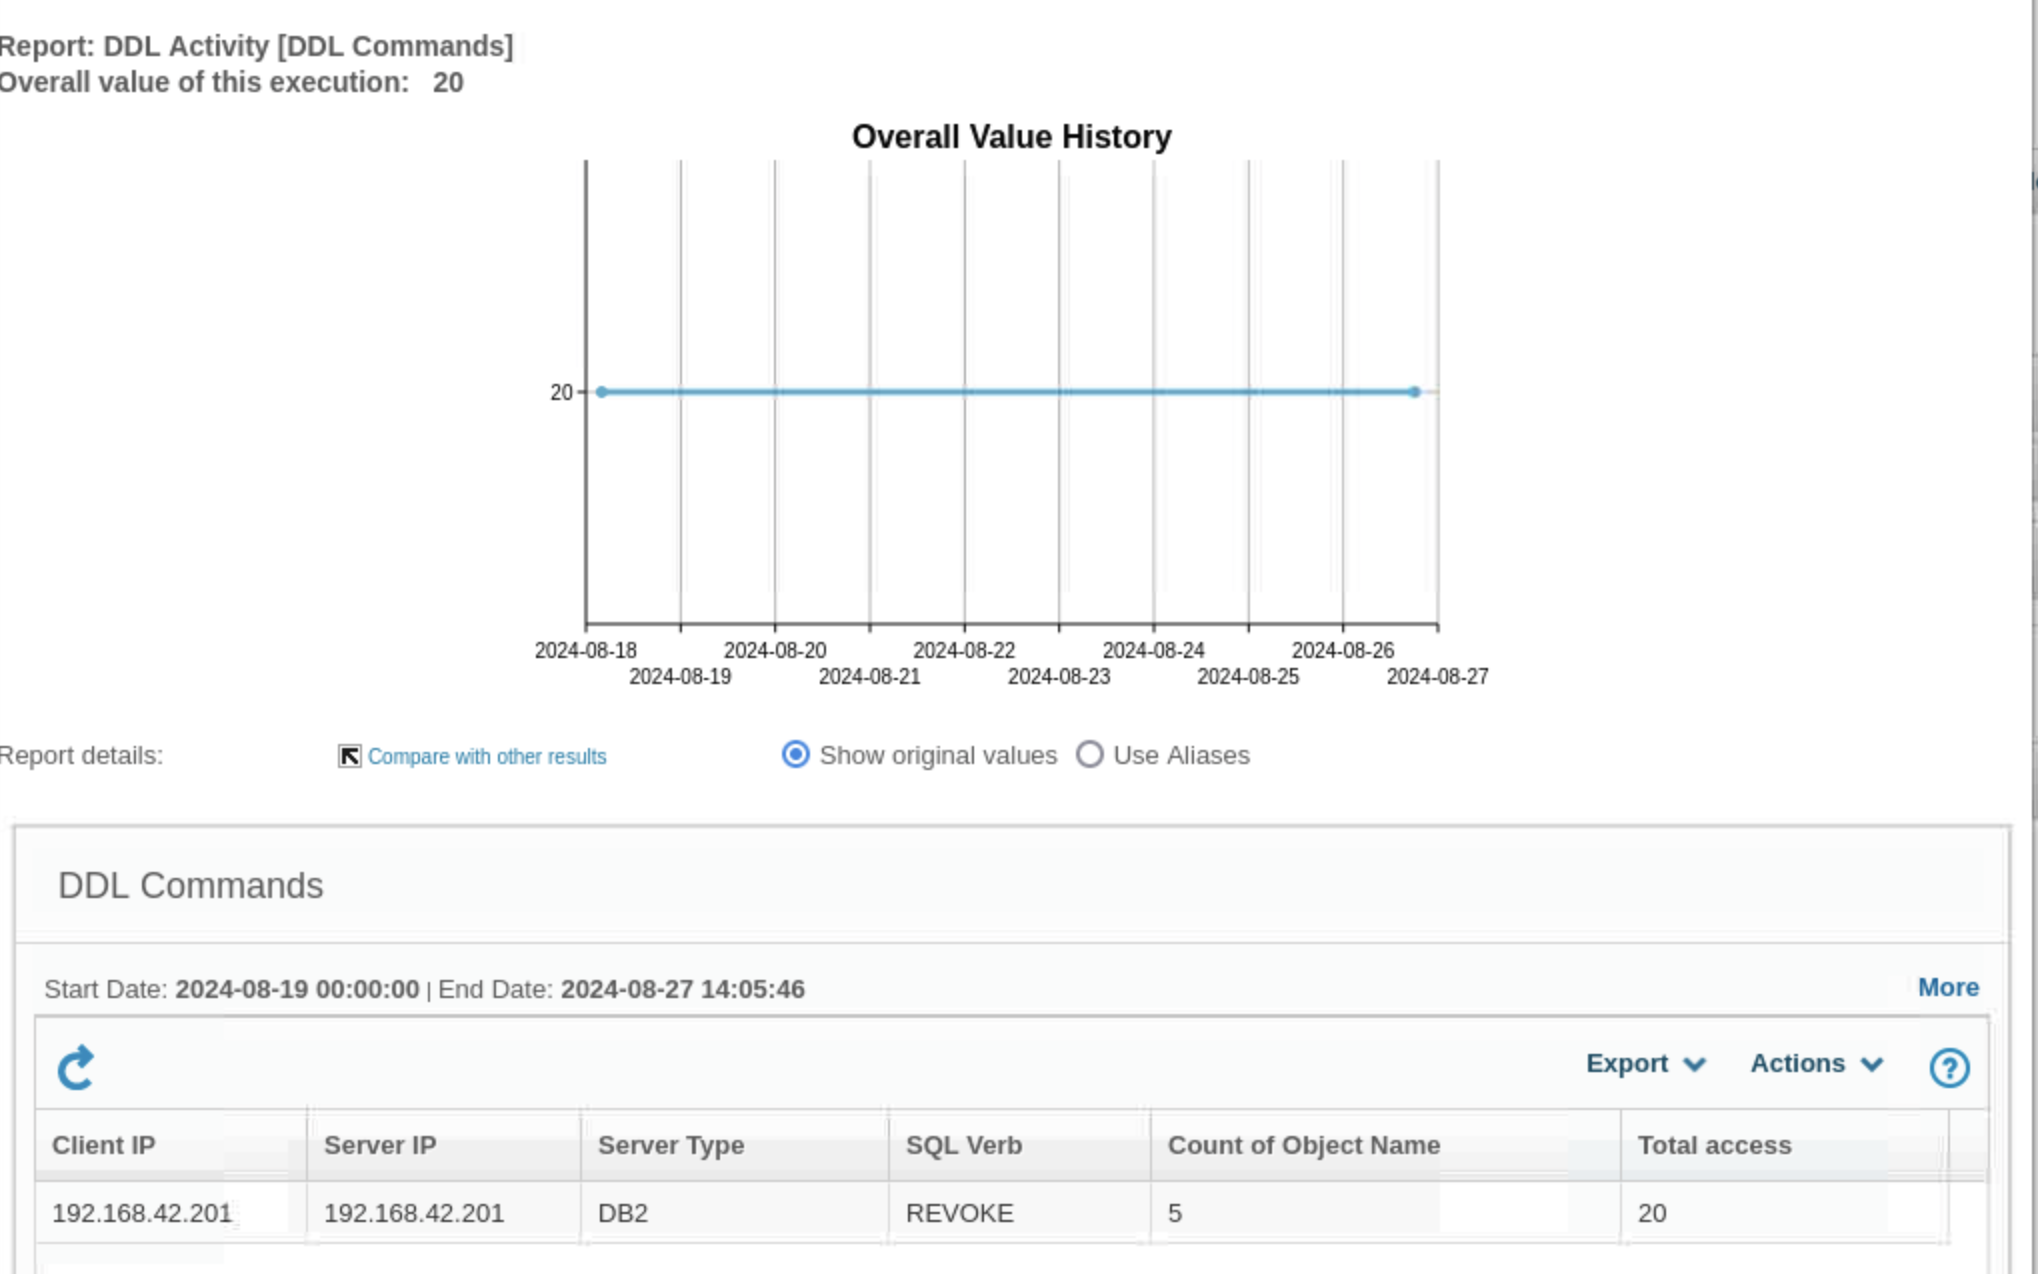 Report: DDL Activity [DDL Commands]
Overall value of this execution: 20
Overall Value History
20
2024-08-18 2024-08-20 2024-08-22 2024-08-24 2024-08-26
2024-08-19 2024-08-21 2024-08-23 2024-08-25 2024-08-27
Report details: Compare with other results Show original values Use Aliases
DDL Commands
Start Date: 2024-08-19 00:00:00 | End Date: 2024-08-27 14:05:46 More
Export Actions ?
Client IP Server IP Server Type SQL Verb Count of Object Name Total access
192.168.42.201 192.168.42.201 DB2 REVOKE 5 20